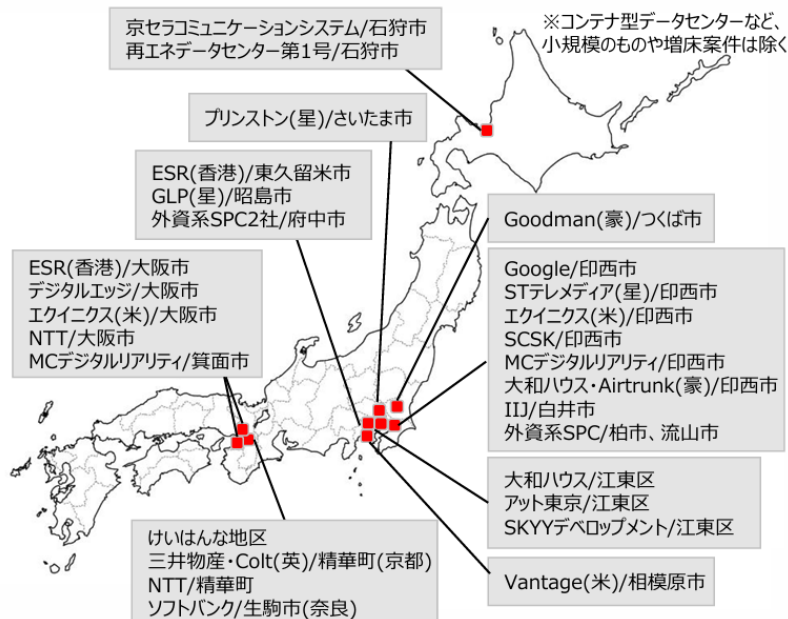 京セラコミュニケーションシステム/石狩市
再エネデータセンター第1号/石狩市
※コンテナ型データセンターなど、
小規模のものや増床案件は除く
プリンストン(星)/さいたま市
ESR(香港)/東久留米市
GLP(星)/昭島市
外資系SPC2社/府中市
Goodman(豪)/つくば市
ESR(香港)/大阪市
デジタルエッジ/大阪市
エクイニクス(米)/大阪市
NTT/大阪市
MCデジタルリアリティ/箕面市
Google/印西市
STテレメディア(星)/印西市
エクイニクス(米)/印西市
SCSK/印西市
MCデジタルリアリティ/印西市
大和ハウス・Airtrunk(豪)/印西市
IIJ/白井市
外資系SPC/柏市、流山市
大和ハウス/江東区
アット東京/江東区
SKYYデベロップメント/江東区
けいはんな地区
三井物産・Colt(英)/精華町(京都)
NTT/精華町
ソフトバンク/生駒市(奈良)
Vantage(米)/相模原市